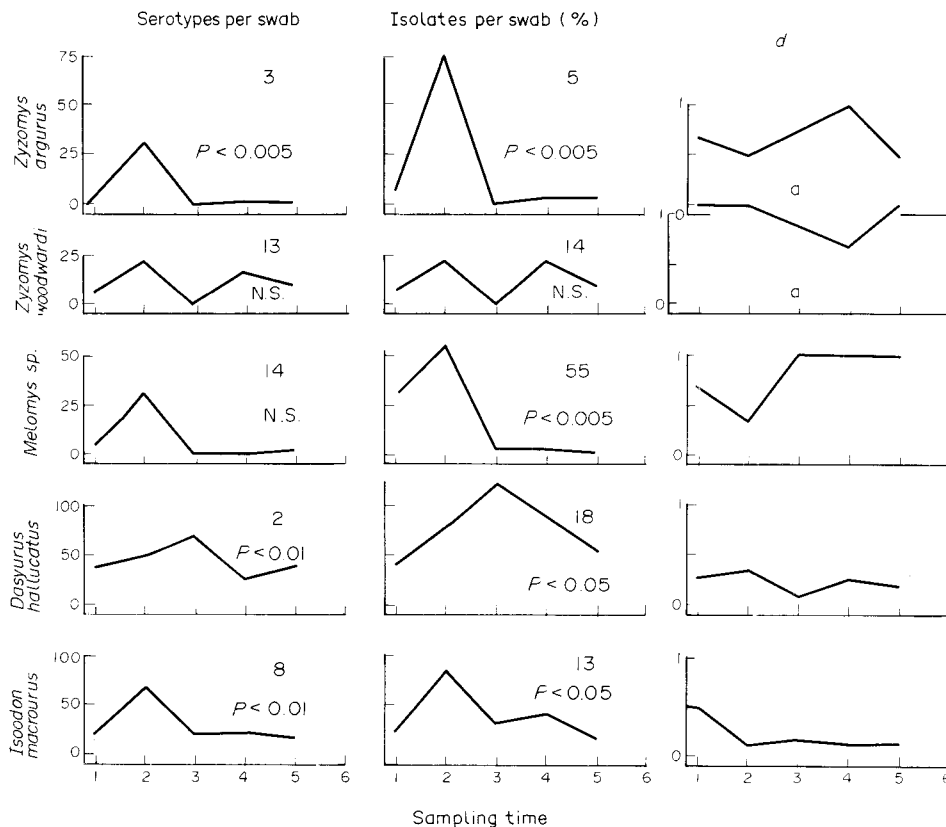 Serotypes per swab
Isolates per swab (%)
d
Zyzomys
argurus
75
50
25
0
3
P < 0.005
5
P < 0.005
1
0
a
Zyzomys
woodwardi
25
0
13
N.S.
14
N.S.
1
0
a
Melomys sp.
50
25
0
14
N.S.
55
P < 0.005
1
0
Dasyurus
hallucatus
100
50
0
2
P < 0.01
18
P < 0.05
1
0
Isoodon
macrourus
100
50
0
8
P < 0.01
13
P < 0.05
1
0
1 2 3 4 5 6
1 2 3 4 5 6
1 2 3 4 5 6
Sampling time